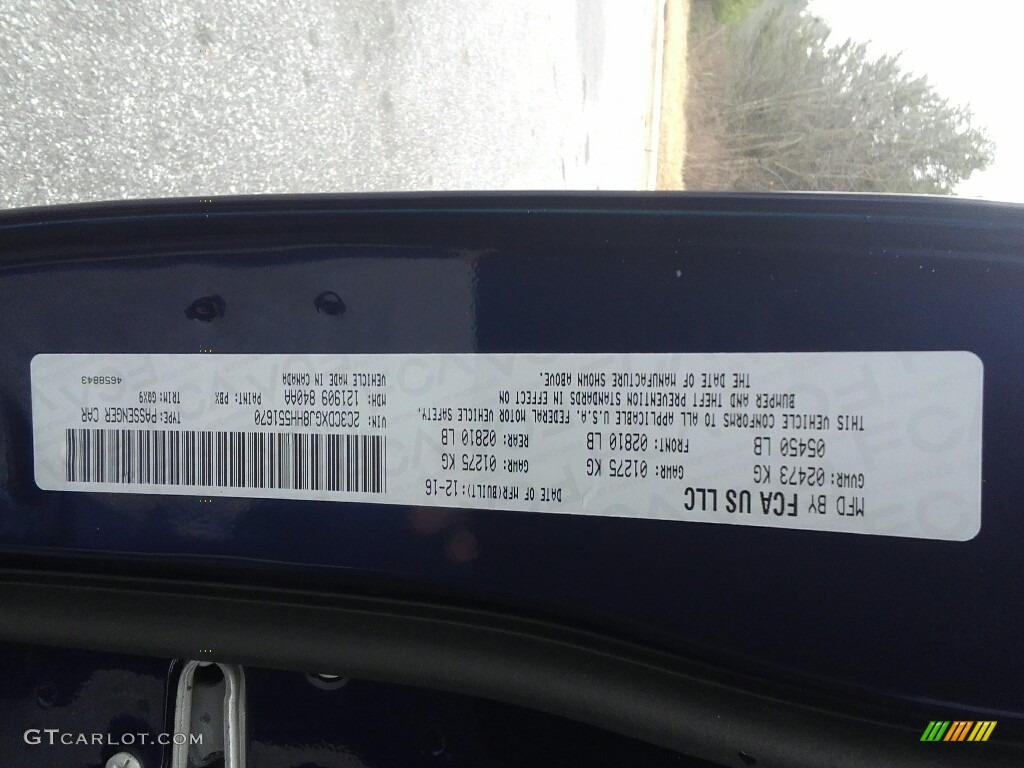 MFD BY FCA US LLC
DATE OF MFR(BUILT): 12-16
GVWR: 02473 KG
05450 LB
GAWR: 01275 KG
FRONT: 02810 LB
GAWR: 01275 KG
REAR: 02810 LB
THIS VEHICLE CONFORMS TO ALL APPLICABLE U.S.A. FEDERAL MOTOR VEHICLE SAFETY,
BUMPER AND THEFT PREVENTION STANDARDS IN EFFECT ON
THE DATE OF MANUFACTURE SHOWN ABOVE.
VIN: 2C3CDXGJ8HH551670
TYPE: PASSENGER CAR
MDH: 121909 840AA
PAINT: PBX
TRIM: GQX9
VEHICLE MADE IN CANADA
4658843
GTCARLOT.COM